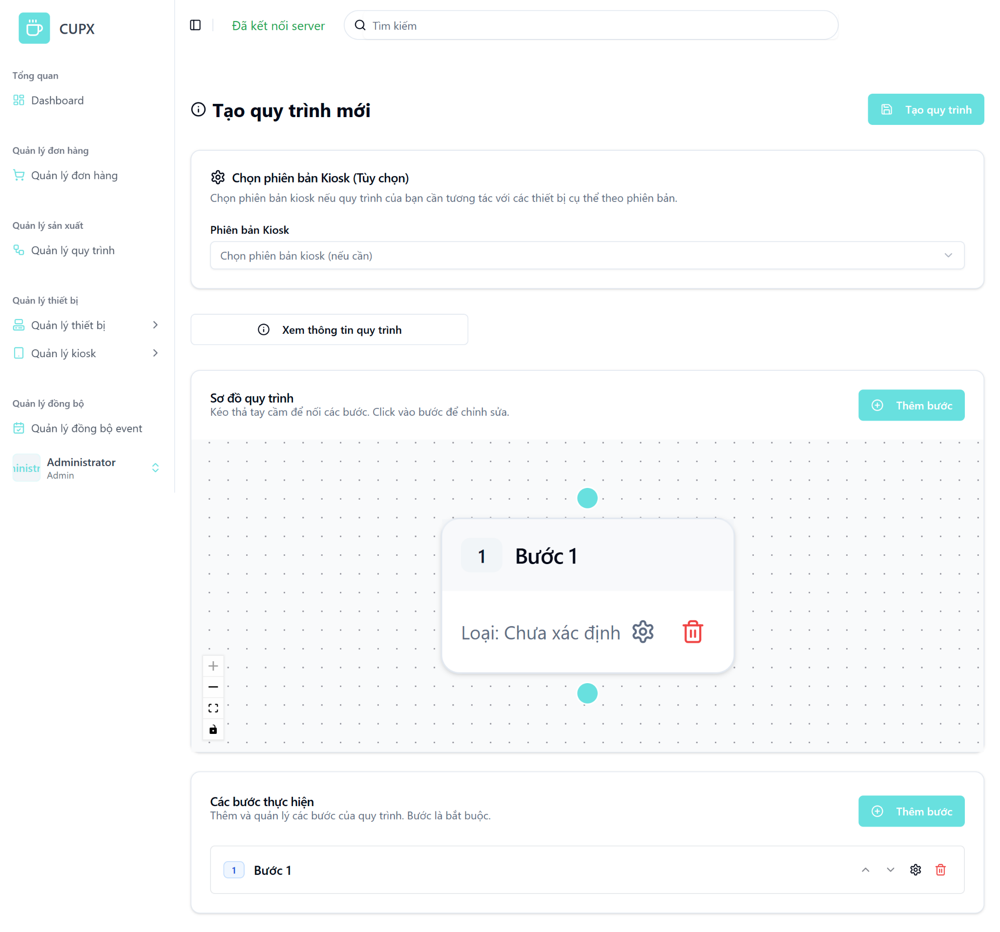 CUPX
Tổng quan
Dashboard
Quản lý đơn hàng
Quản lý đơn hàng
Quản lý sản xuất
Quản lý quy trình
Quản lý thiết bị
Quản lý thiết bị
Quản lý kiosk
Quản lý đồng bộ
Quản lý đồng bộ event
inistr
Administrator
Admin
Đã kết nối server
Tìm kiếm
Tạo quy trình mới
Tạo quy trình
Chọn phiên bản Kiosk (Tùy chọn)
Chọn phiên bản kiosk nếu quy trình của bạn cần tương tác với các thiết bị cụ thể theo phiên bản.
Phiên bản Kiosk
Chọn phiên bản kiosk (nếu cần)
Xem thông tin quy trình
Sơ đồ quy trình
Kéo thả tay cầm để nối các bước. Click vào bước để chỉnh sửa.
Thêm bước
1 Bước 1
Loại: Chưa xác định
Các bước thực hiện
Thêm và quản lý các bước của quy trình. Bước là bắt buộc.
Thêm bước
1 Bước 1